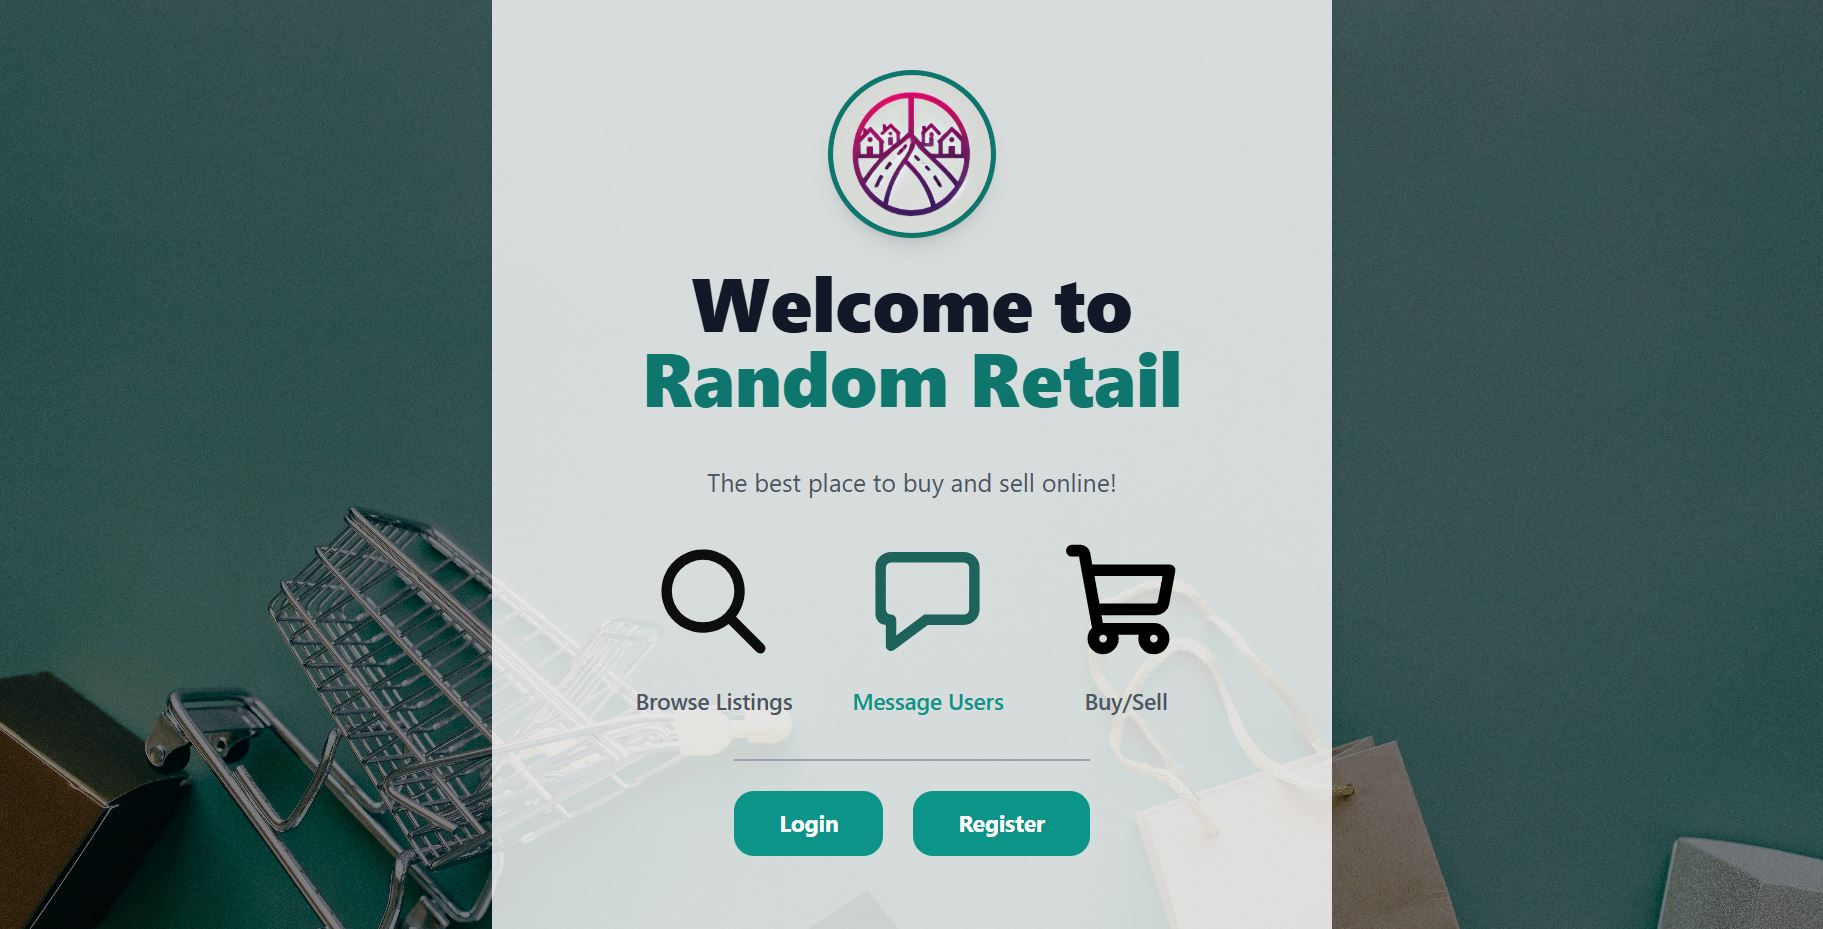 Welcome to
Random Retail
The best place to buy and sell online!
Browse Listings
Message Users
Buy/Sell
Login
Register